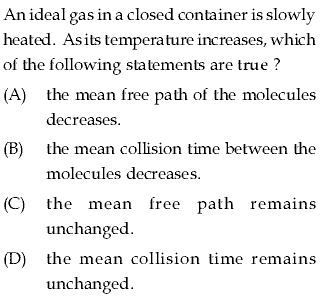 An ideal gas in a closed container is slowly
heated. As its temperature increases, which
of the following statements are true ?
(A) the mean free path of the molecules
decreases.
(B) the mean collision time between the
molecules decreases.
(C) the mean free path remains
unchanged.
(D) the mean collision time remains
unchanged.